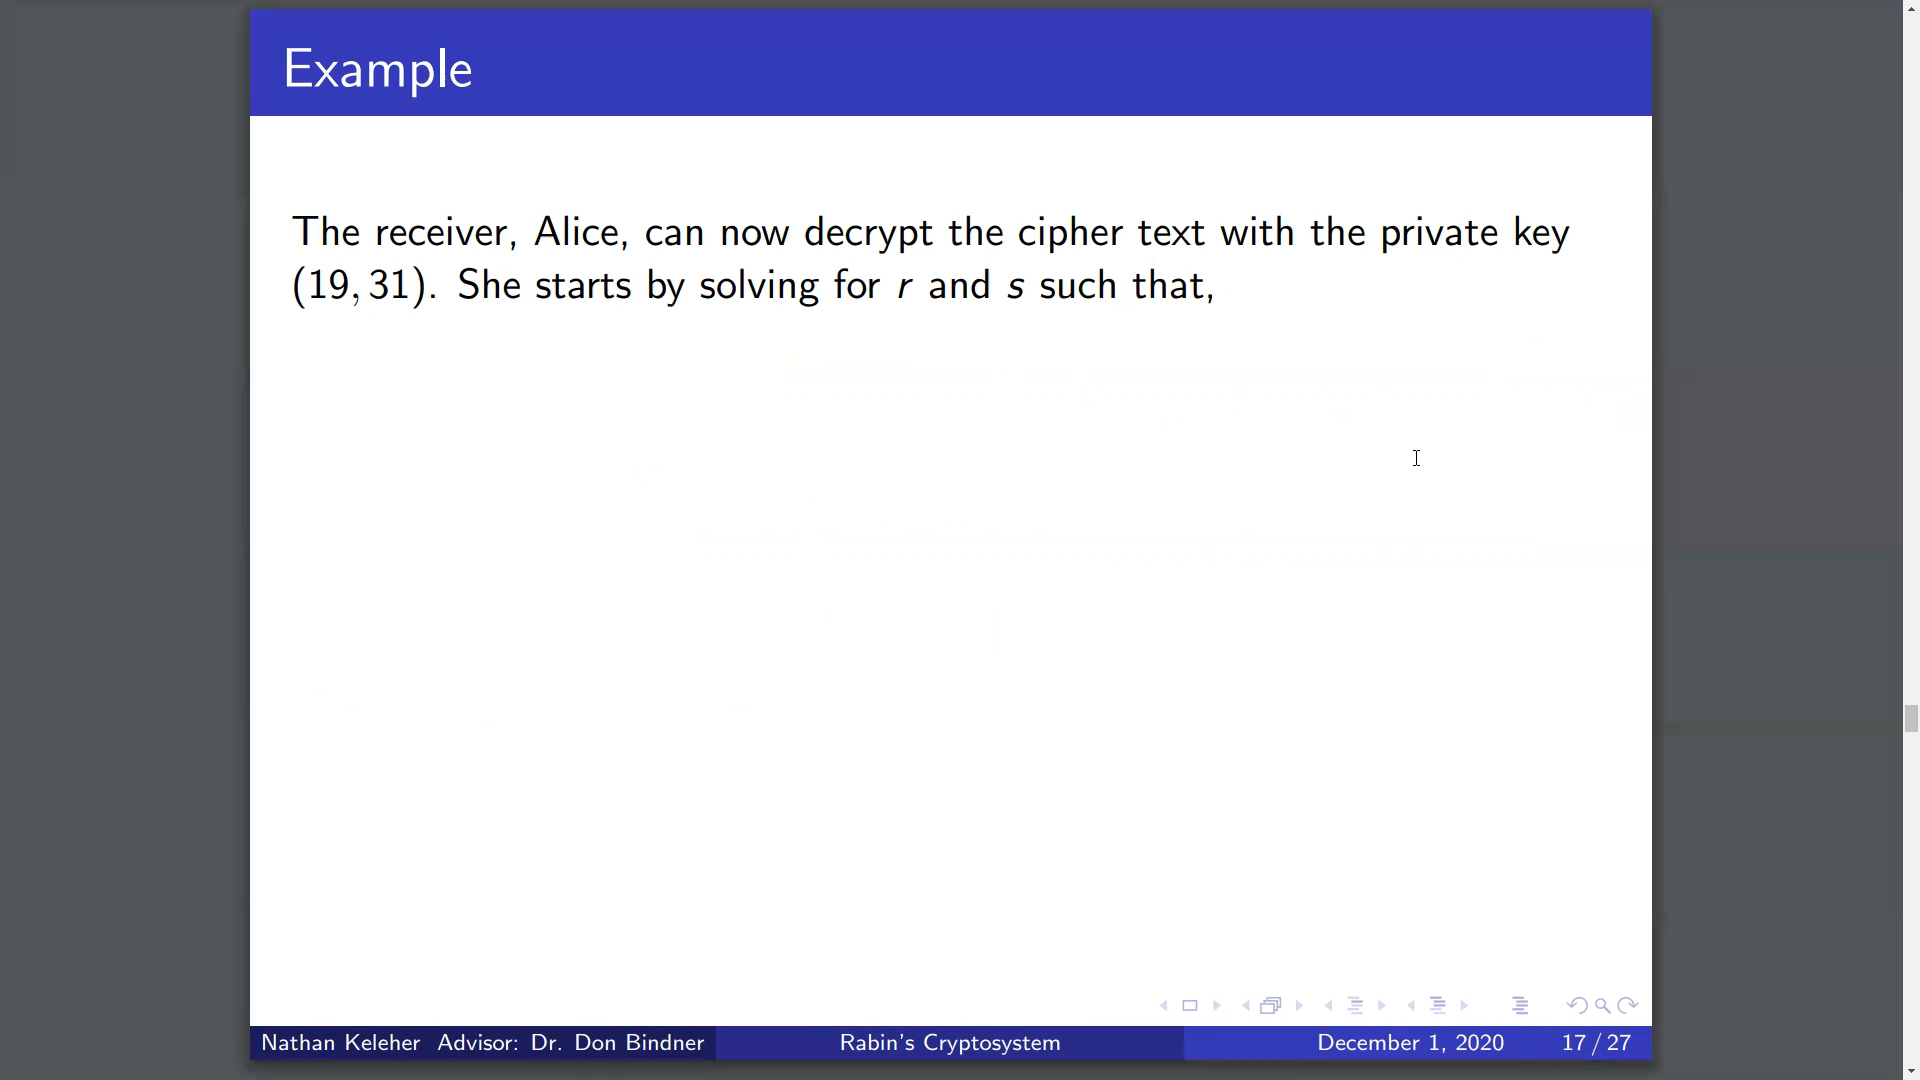 Example
The receiver, Alice, can now decrypt the cipher text with the private key
(19, 31). She starts by solving for r and s such that,
Nathan Keleher Advisor: Dr. Don Bindner Rabin's Cryptosystem December 1, 2020 17 / 27